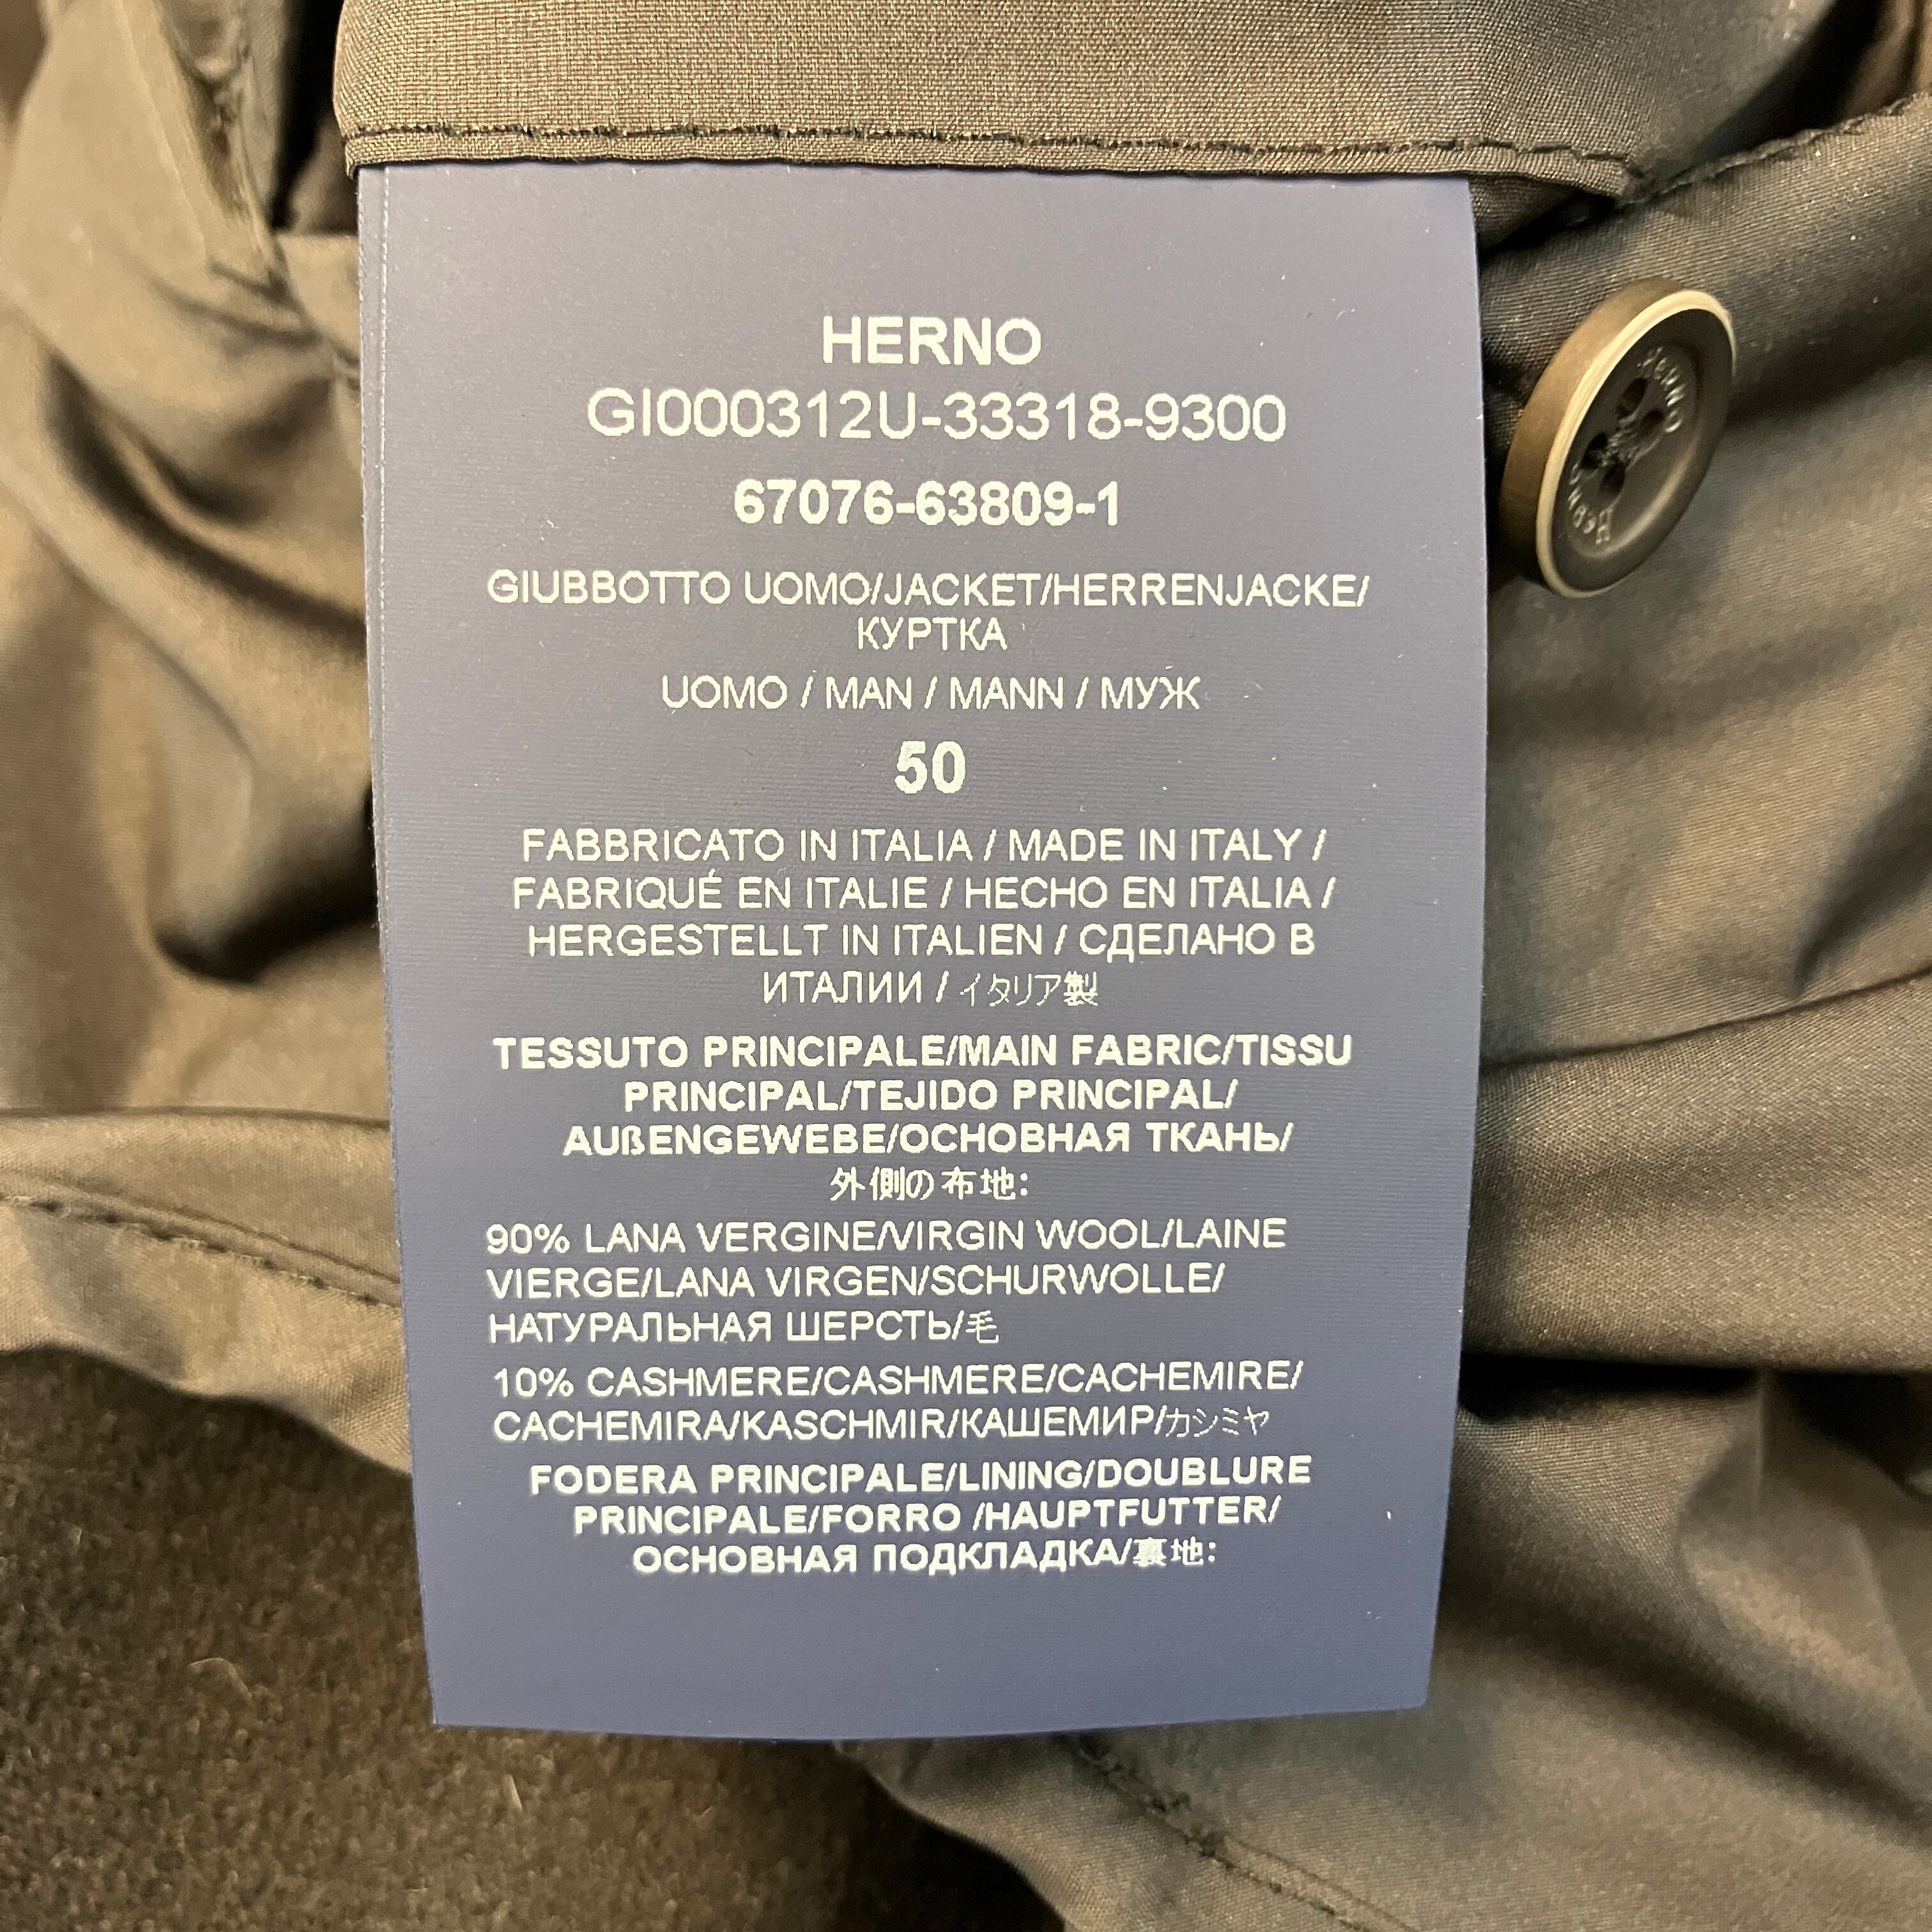 HERNO
GI000312U-33318-9300
67076-63809-1
GIUBBOTTO UOMO/JACKET/HERRENJACKE/
КУРТКА
UOMO / MAN / MANN / МУЖ
50
FABBRICATO IN ITALIA / MADE IN ITALY /
FABRIQUÉ EN ITALIE / HECHO EN ITALIA /
HERGESTELLT IN ITALIEN / СДЕЛАНО В
ИТАЛИИ / イタリア製
TESSUTO PRINCIPALE/MAIN FABRIC/TISSU
PRINCIPAL/TEJIDO PRINCIPAL/
AUßENGEWEBE/ОСНОВНАЯ ТКАНЬ/
外側の布地:
90% LANA VERGINE/VIRGIN WOOL/LAINE
VIERGE/LANA VIRGEN/SCHURWOLLE/
НАТУРАЛЬНАЯ ШЕРСТЬ/毛
10% CASHMERE/CASHMERE/CACHEMIRE/
CACHEMIRA/KASCHMIR/КАШЕМИР/カシミヤ
FODERA PRINCIPALE/LINING/DOUBLURE
PRINCIPALE/FORRO /HAUPTFUTTER/
ОСНОВНАЯ ПОДКЛАДКА/裏地:
HERNO
HERNO